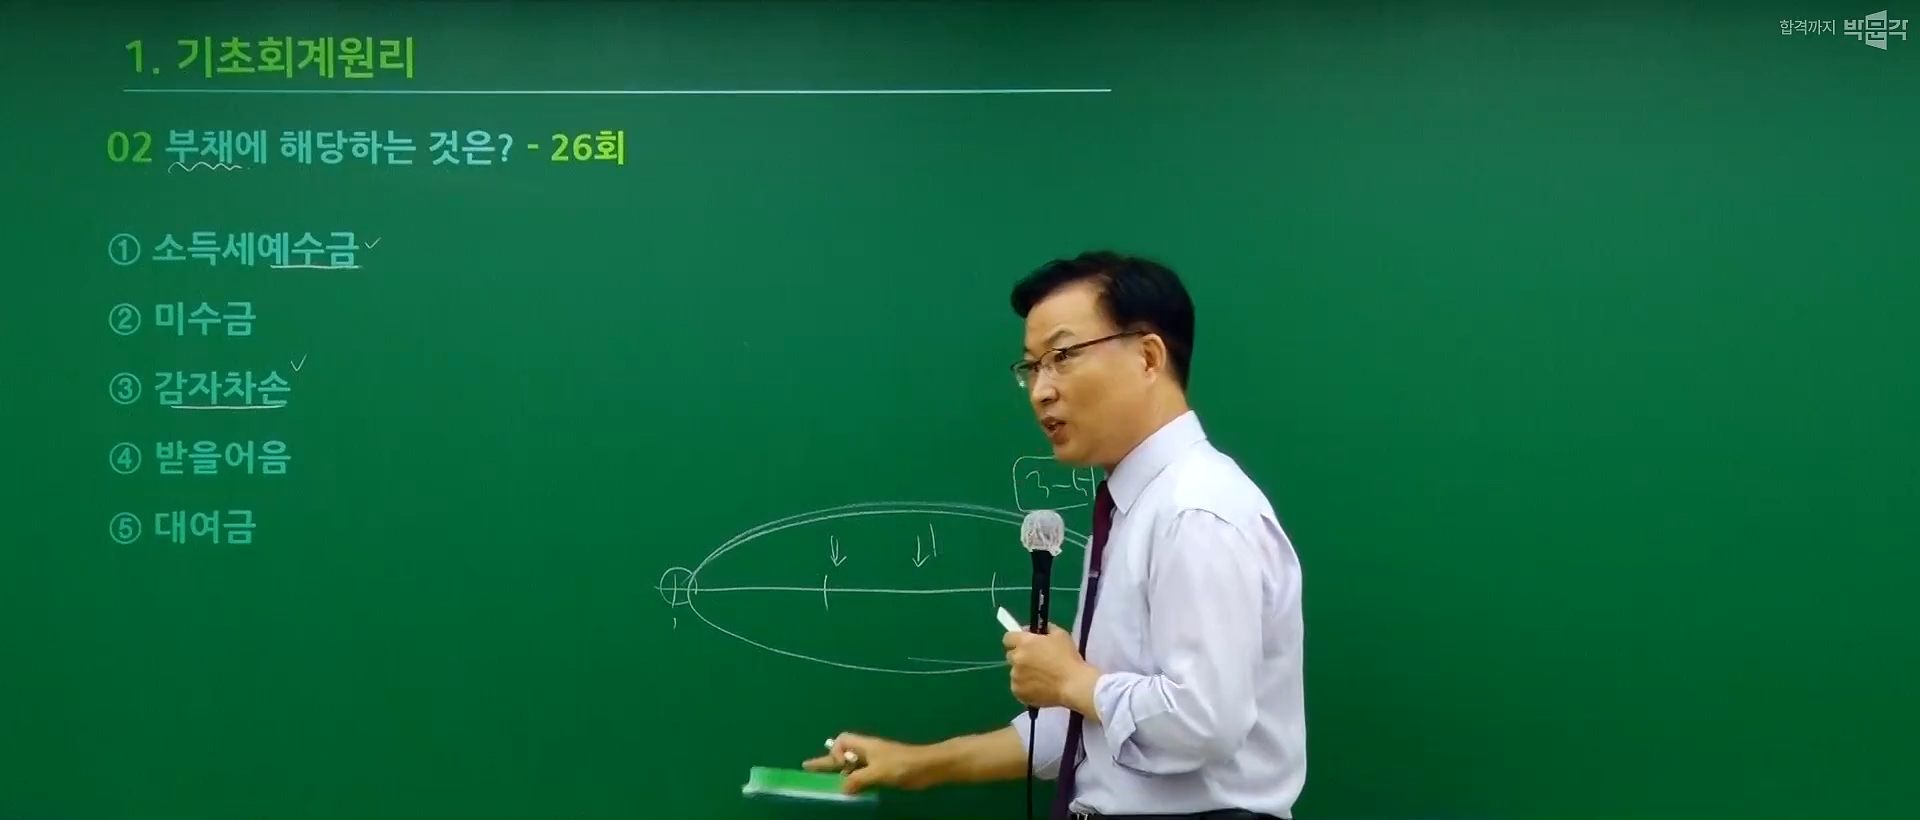 합격까지 박문각
1. 기초회계원리
02 부채에 해당하는 것은? - 26회
① 소득세예수금
② 미수금
③ 감자차손
④ 받을어음
⑤ 대여금
3-5